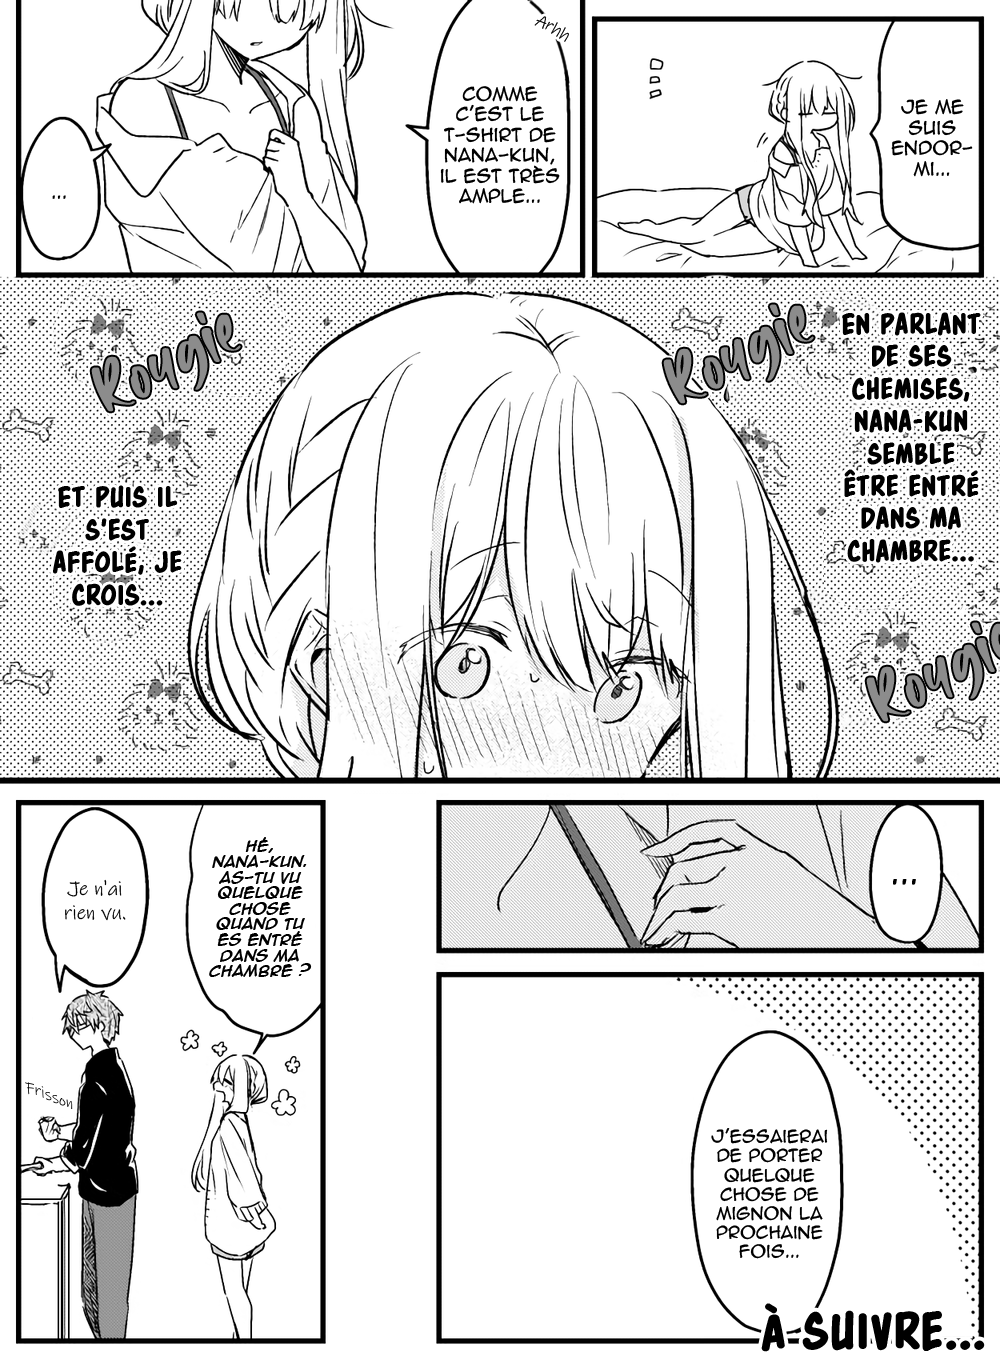 JE ME
SUIS
ENDOR-
MI...
Arhh
COMME
C'EST LE
T-SHIRT DE
NANA-KUN,
IL EST TRÈS
AMPLE...
...
EN PARLANT
DE SES
CHEMISES,
NANA-KUN
SEMBLE
ÊTRE ENTRÉ
DANS MA
CHAMBRE...
Rougie
Rougie
Rougie
ET PUIS IL
S'EST
AFFOLÉ, JE
CROIS...
...
J'ESSAIERAI
DE PORTER
QUELQUE
CHOSE DE
MIGNON LA
PROCHAINE
FOIS...
HÉ,
NANA-KUN.
AS-TU VU
QUELQUE
CHOSE
QUAND TU
ES ENTRÉ
DANS MA
CHAMBRE ?
Je n'ai
rien vu.
Frisson
À-SUIVRE...